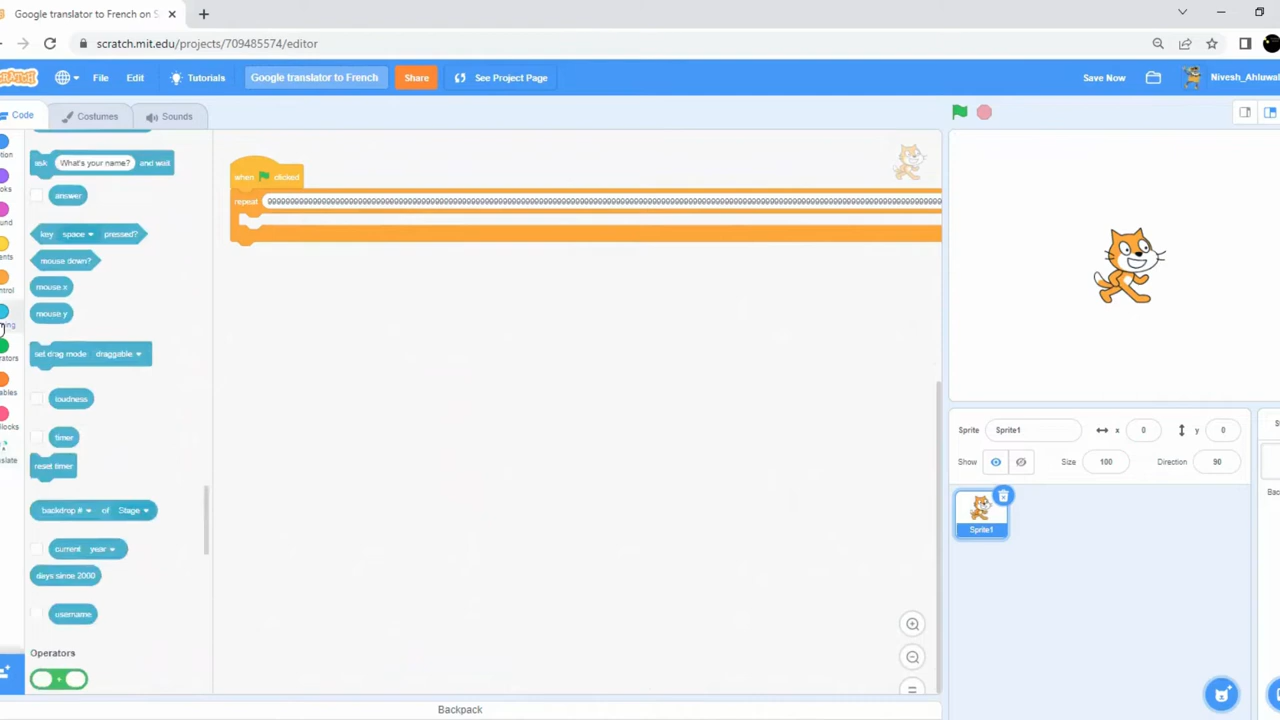 Google translator to French on S
scratch.mit.edu/projects/709485574/editor
SCRATCH File Edit Tutorials Google translator to French Share See Project Page Save Now Nivesh_Ahluwal
Code Costumes Sounds
ask What's your name? and wait
when clicked
answer
repeat
key space pressed?
mouse down?
mouse x
mouse y
set drag mode draggable
loudness
timer
reset timer
backdrop # of Stage
current year
days since 2000
username
Operators
+
Sprite Sprite1 x 0 y 0
Show Size 100 Direction 90
Sprite1
Backpack